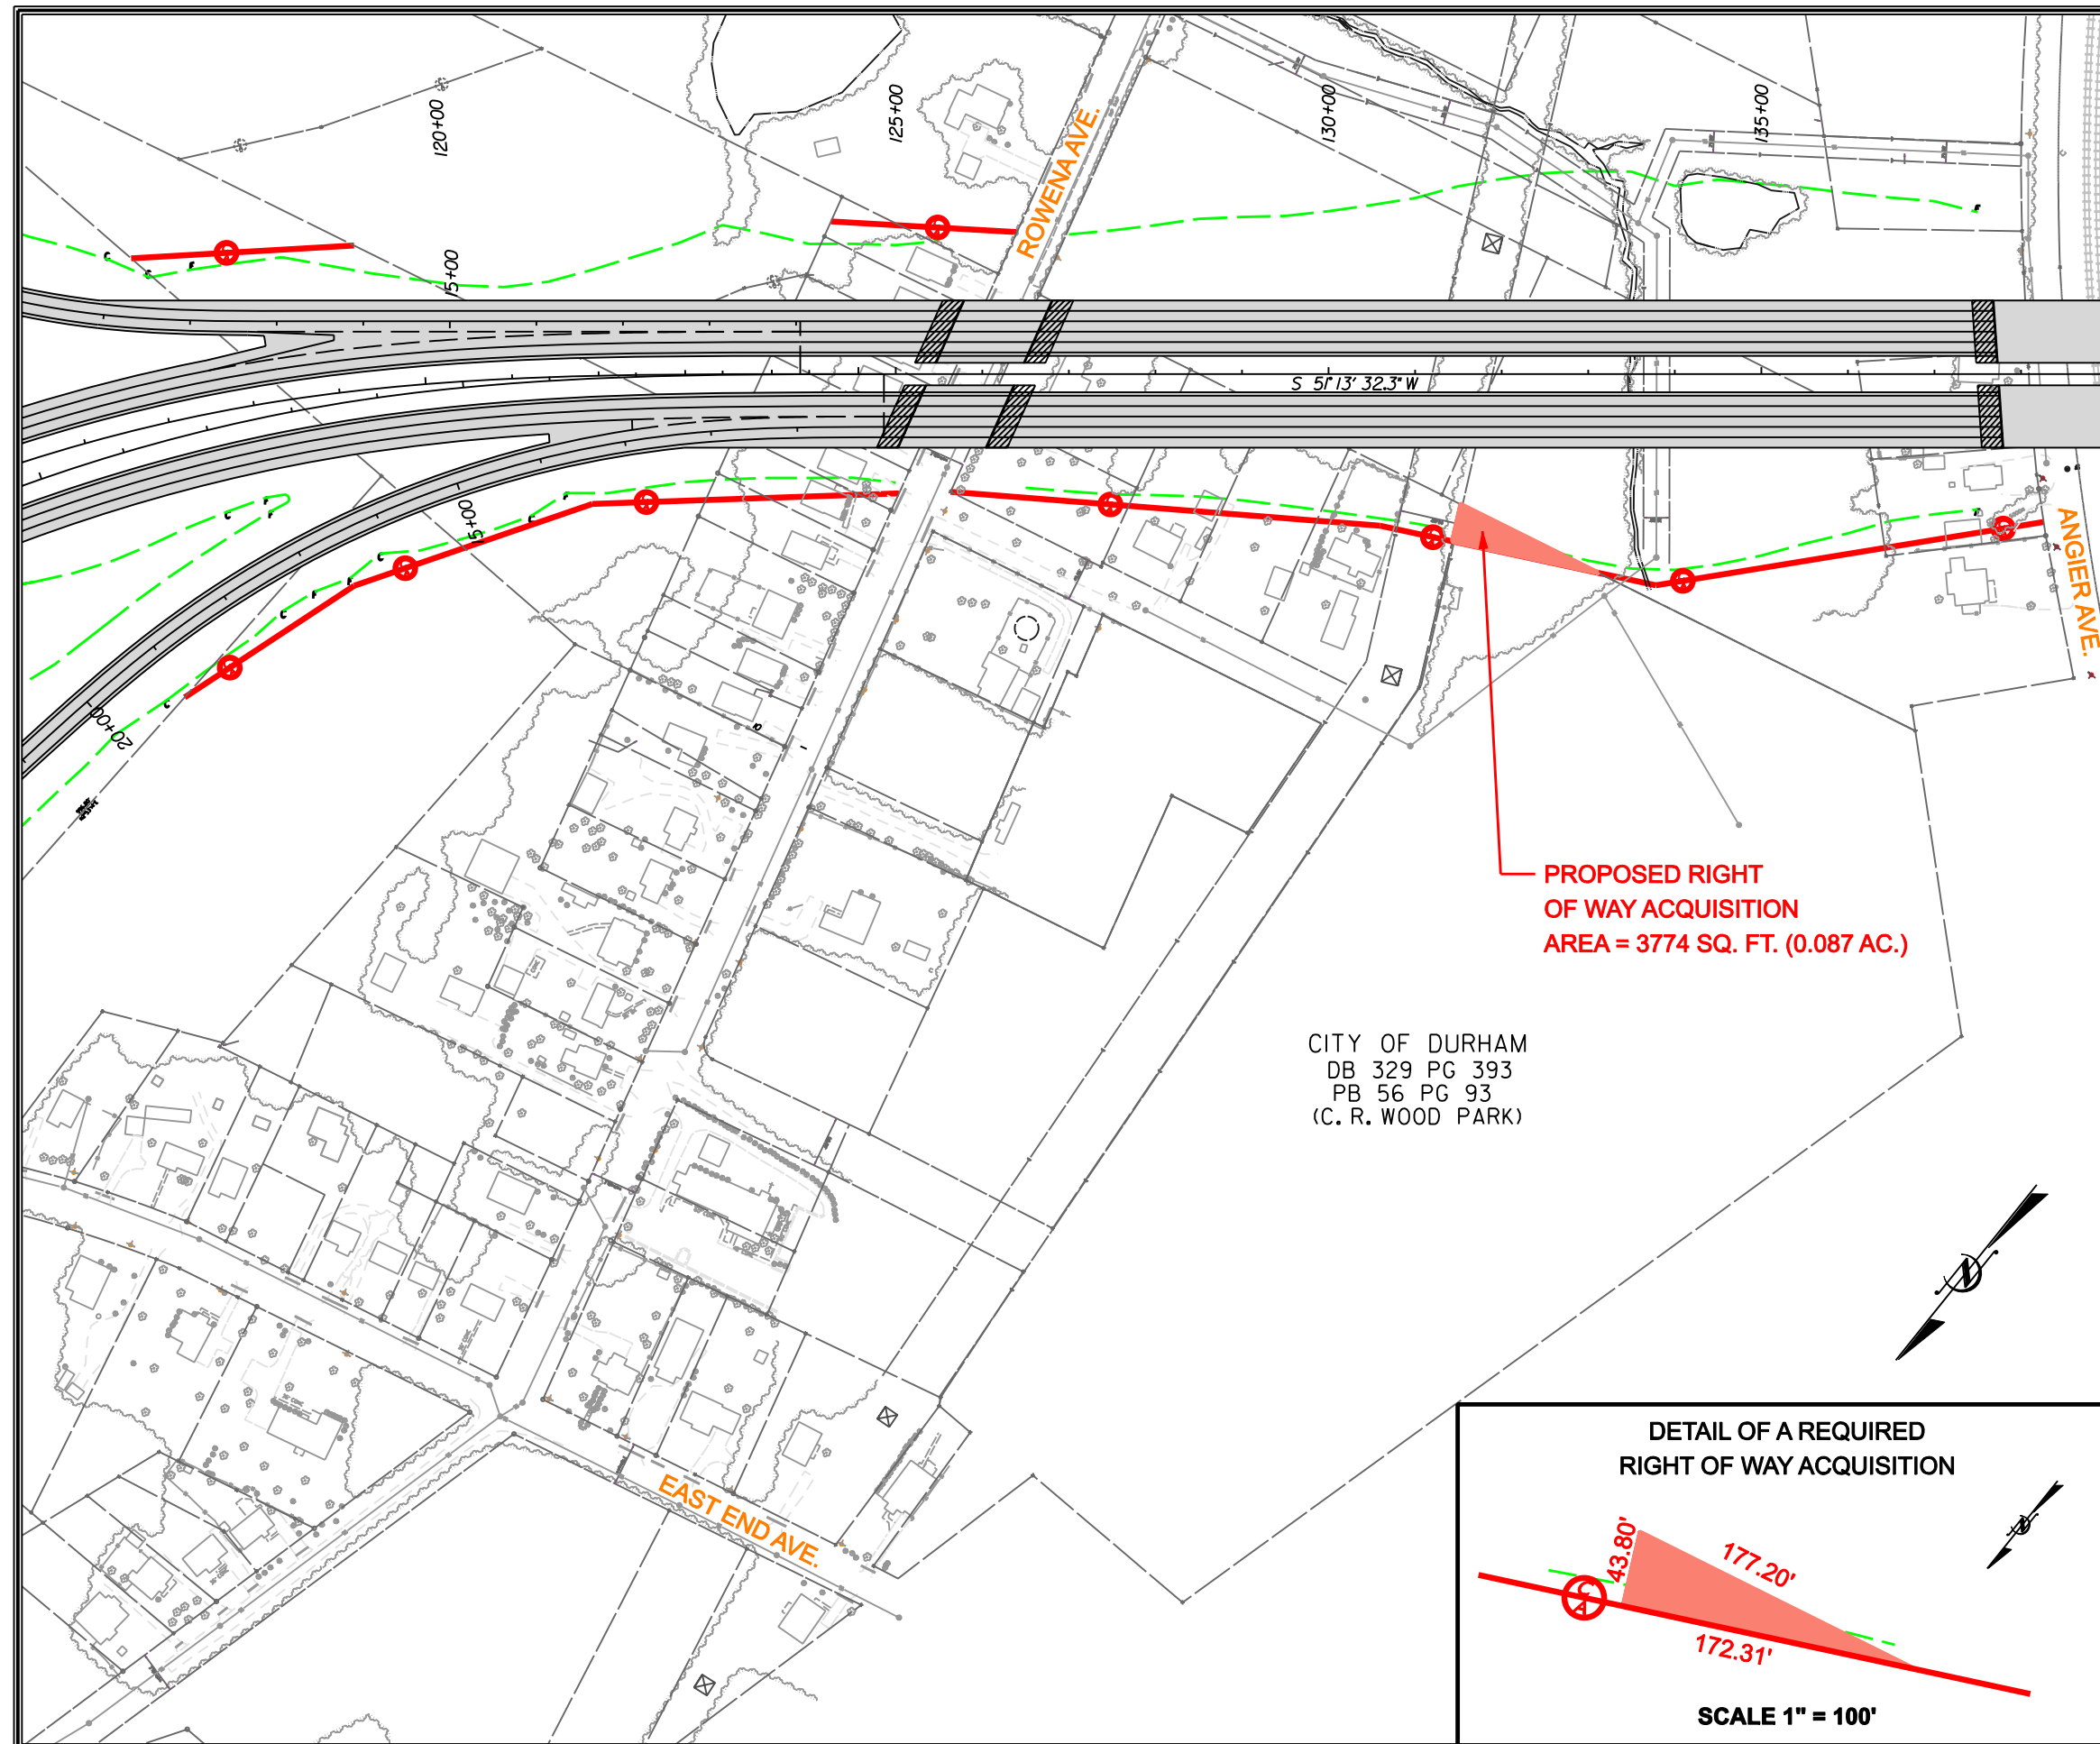 120+00
125+00
130+00
135+00
ROWENA AVE.
15+00
S 51°13' 32.3" W
15+00
20+00
ANGIER AVE.
PROPOSED RIGHT
OF WAY ACQUISITION
AREA = 3774 SQ. FT. (0.087 AC.)
CITY OF DURHAM
DB 329 PG 393
PB 56 PG 93
(C. R. WOOD PARK)
EAST END AVE.
DETAIL OF A REQUIRED
RIGHT OF WAY ACQUISITION
43.80'
177.20'
172.31'
SCALE 1" = 100'